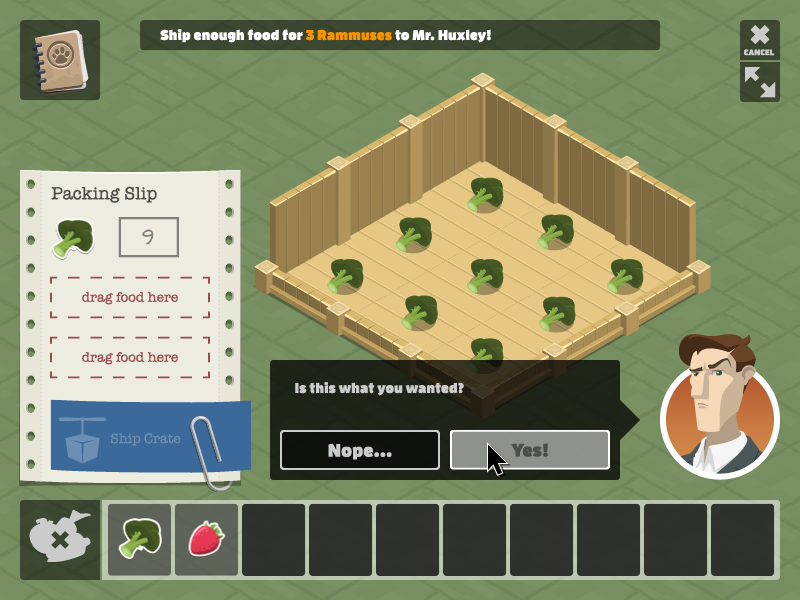 Ship enough food for 3 Rammuses to Mr. Huxley!
CANCEL
Packing Slip
9
drag food here
drag food here
Ship Crate
Is this what you wanted?
Nope...
Yes!